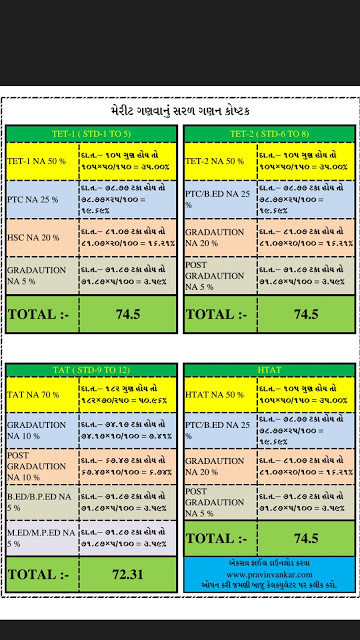 મેરીટ ગણવાનું સરળ ગણન કોષ્ટક
TET-1 ( STD-1 TO 5)
TET-1 NA 50 %
દા.ત.– ૧૦૫ ગુણ હોય તો
૧૦૫×૫૦/૧૫૦ = ૩૫.૦૦%
PTC NA 25 %
દા.ત.– ૭૮.૭૭ ટકા હોય તો
૭૮.૭૭×૨૫/૧૦૦ =
૧૯.૬૯%
HSC NA 20 %
દા.ત.– ૮૧.૦૭ ટકા હોય તો
૮૧.૦૭×૨૦/૧૦૦ = ૧૬.૨૧%
GRADAUTION
NA 5 %
દા.ત.– ૭૧.૮૭ ટકા હોય તો
૭૧.૮૭×૫/૧૦૦ = ૩.૫૯%
TOTAL :-
74.5
TET-2 ( STD-6 TO 8)
TET-2 NA 50 %
દા.ત.– ૧૦૫ ગુણ હોય તો
૧૦૫×૫૦/૧૫૦ = ૩૫.૦૦%
PTC/B.ED NA 25
%
દા.ત.– ૭૮.૭૭ ટકા હોય તો
૭૮.૭૭×૨૫/૧૦૦ =
૧૯.૬૯%
GRADAUTION
NA 20 %
દા.ત.– ૮૧.૦૭ ટકા હોય તો
૮૧.૦૭×૨૦/૧૦૦ = ૧૬.૨૧%
POST
GRADAUTION
NA 5 %
દા.ત.– ૭૧.૮૭ ટકા હોય તો
૭૧.૮૭×૫/૧૦૦ = ૩.૫૯%
TOTAL :-
74.5
TAT ( STD-9 TO 12)
TAT NA 70 %
દા.ત.– ૧૮૨ ગુણ હોય તો
૧૮૨×૭૦/૨૫૦ = ૫૦.૯૬%
GRADAUTION
NA 10 %
દા.ત.– ૭૪.૧૭ ટકા હોય તો
૭૪.૧૭×૧૦/૧૦૦ = ૭.૪૧%
POST
GRADAUTION
NA 10 %
દા.ત.– ૬૭.૪૭ ટકા હોય તો
૬૭.૪૭×૧૦/૧૦૦ = ૬.૭૪%
B.ED/B.P.ED NA
5 %
દા.ત.– ૭૧.૮૭ ટકા હોય તો
૭૧.૮૭×૫/૧૦૦ = ૩.૫૯%
M.ED/M.P.ED NA
5 %
દા.ત.– ૭૧.૮૭ ટકા હોય તો
૭૧.૮૭×૫/૧૦૦ = ૩.૫૯%
TOTAL :-
72.31
HTAT
HTAT NA 50 %
દા.ત.– ૧૦૫ ગુણ હોય તો
૧૦૫×૫૦/૧૫૦ = ૩૫.૦૦%
PTC/B.ED NA 25
%
દા.ત.– ૭૮.૭૭ ટકા હોય તો
૭૮.૭૭×૨૫/૧૦૦ =
૧૯.૬૯%
GRADAUTION
NA 20 %
દા.ત.– ૮૧.૦૭ ટકા હોય તો
૮૧.૦૭×૨૦/૧૦૦ = ૧૬.૨૧%
POST
GRADAUTION
NA 5 %
દા.ત.– ૭૧.૮૭ ટકા હોય તો
૭૧.૮૭×૫/૧૦૦ = ૩.૫૯%
TOTAL :-
74.5
એકસલ ફાઈલ ડાઉનલોડ કરવા
www.pravinvankar.com
ઓપન કરી જમણી બાજુ કેલકયુલેટર પર કલીક કરો.